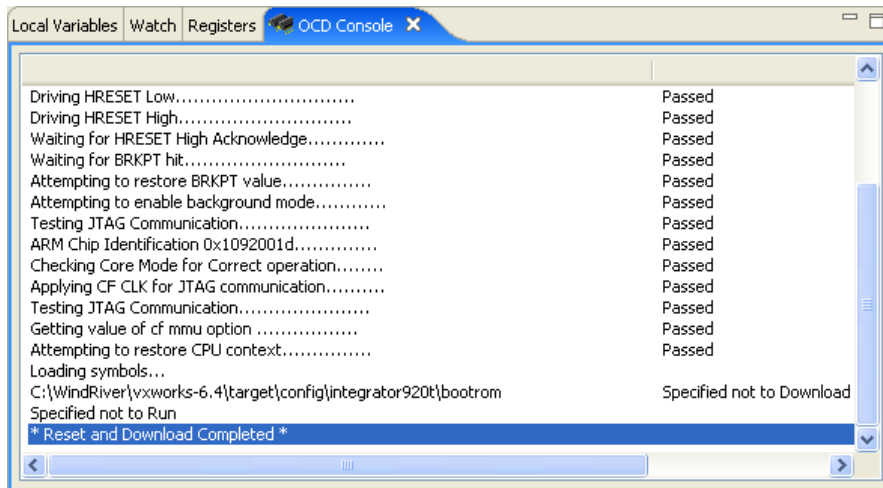 Local Variables Watch Registers OCD Console
Driving HRESET Low.............................. Passed
Driving HRESET High............................. Passed
Waiting for HRESET High Acknowledge............. Passed
Waiting for BRKPT hit........................... Passed
Attempting to restore BRKPT value............... Passed
Attempting to enable background mode............ Passed
Testing JTAG Communication...................... Passed
ARM Chip Identification 0x1092001d.............. Passed
Checking Core Mode for Correct operation........ Passed
Applying CF CLK for JTAG communication.......... Passed
Testing JTAG Communication...................... Passed
Getting value of cf mmu option ................. Passed
Attempting to restore CPU context............... Passed
Loading symbols...
C:\WindRiver\vxworks-6.4\target\config\integrator920t\bootrom Specified not to Download
Specified not to Run
* Reset and Download Completed *